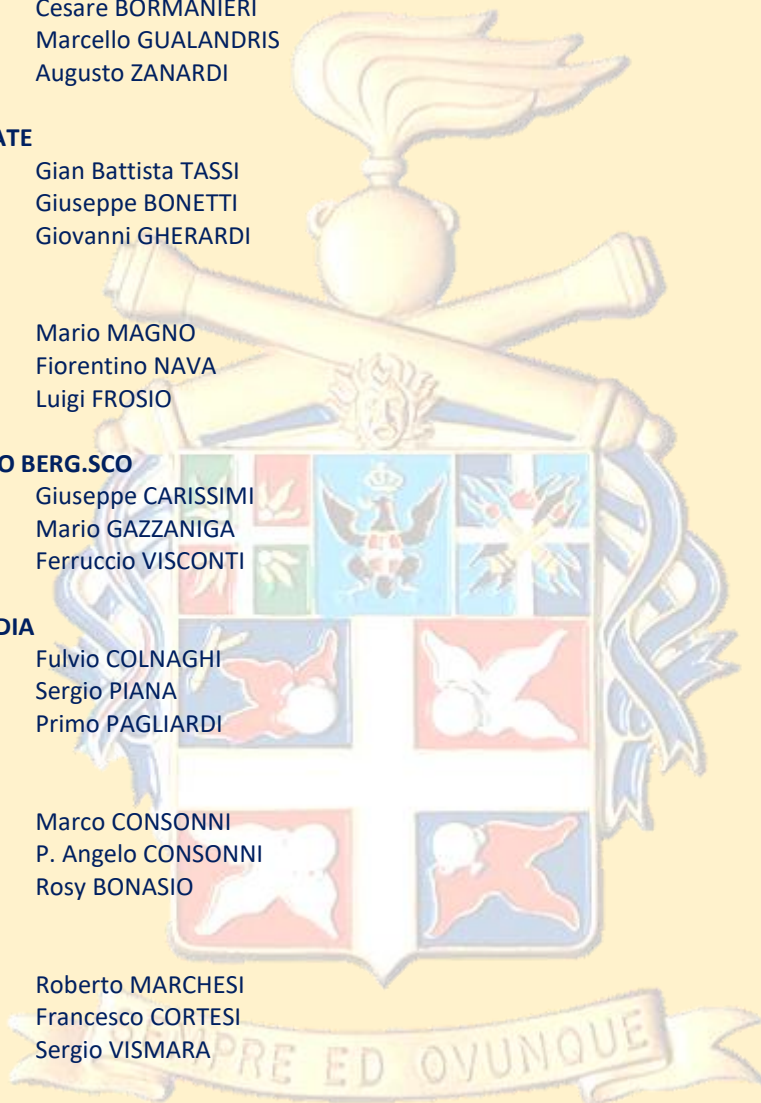 Cesare BORMANIERI
Marcello GUALANDRIS
Augusto ZANARDI
ATE
Gian Battista TASSI
Giuseppe BONETTI
Giovanni GHERARDI
Mario MAGNO
Fiorentino NAVA
Luigi FROSIO
O BERG.SCO
Giuseppe CARISSIMI
Mario GAZZANIGA
Ferruccio VISCONTI
DIA
Fulvio COLNAGHI
Sergio PIANA
Primo PAGLIARDI
Marco CONSONNI
P. Angelo CONSONNI
Rosy BONASIO
Roberto MARCHESI
Francesco CORTESI
Sergio VISMARA
SEMPRE ED OVUNQUE